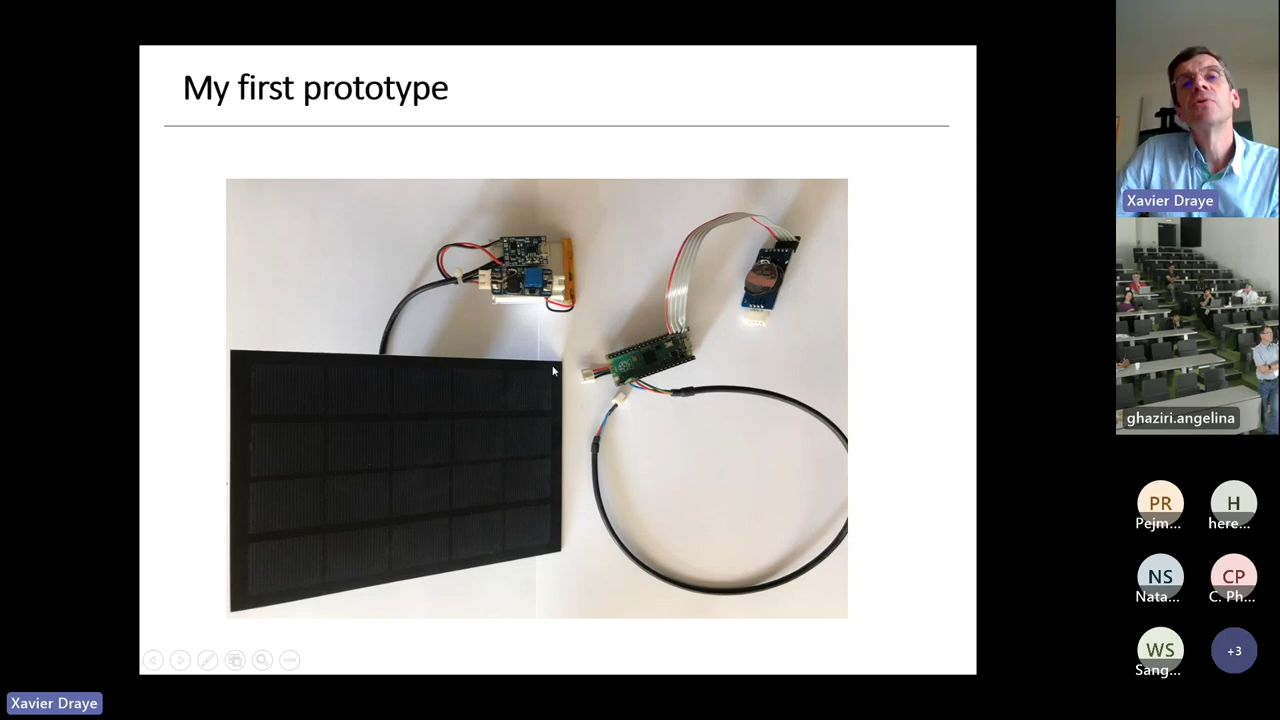 My first prototype
Xavier Draye
ghaziri.angelina
PR
Pejm...
H
here...
NS
Nata...
CP
C. Ph...
WS
Sang...
+3
Xavier Draye